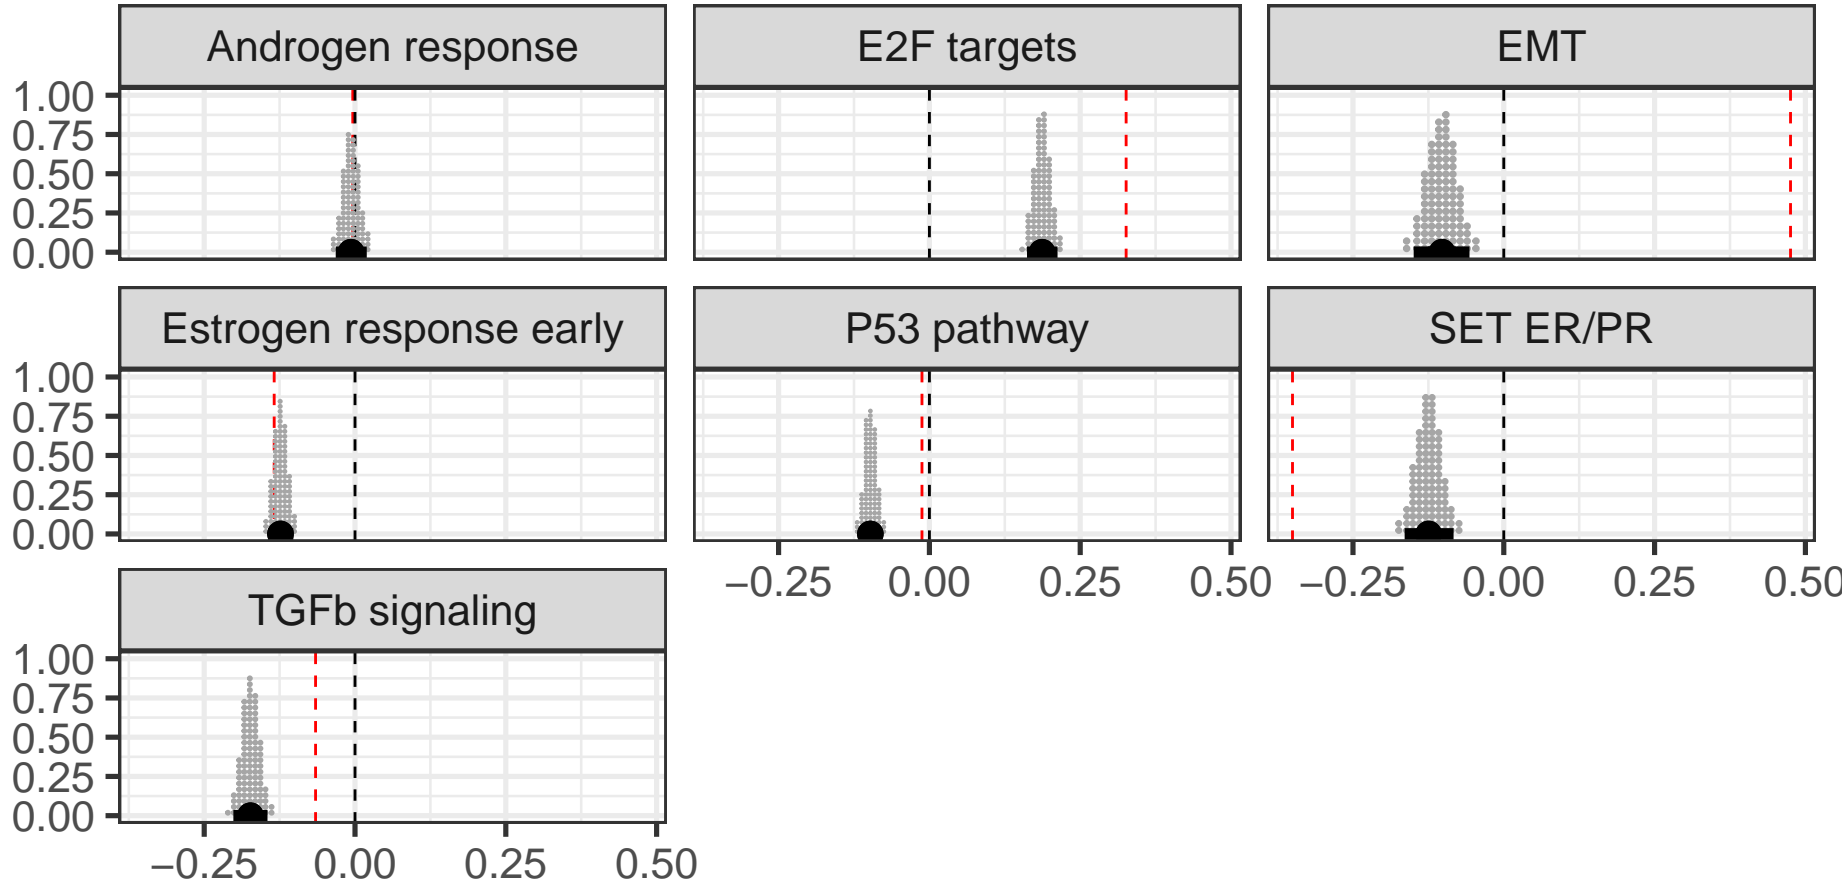 Androgen response
E2F targets
EMT
1.00
0.75
0.50
0.25
0.00
Estrogen response early
P53 pathway
SET ER/PR
1.00
0.75
0.50
0.25
0.00
−0.25 0.00 0.25 0.50
−0.25 0.00 0.25 0.50
TGFb signaling
1.00
0.75
0.50
0.25
0.00
−0.25 0.00 0.25 0.50